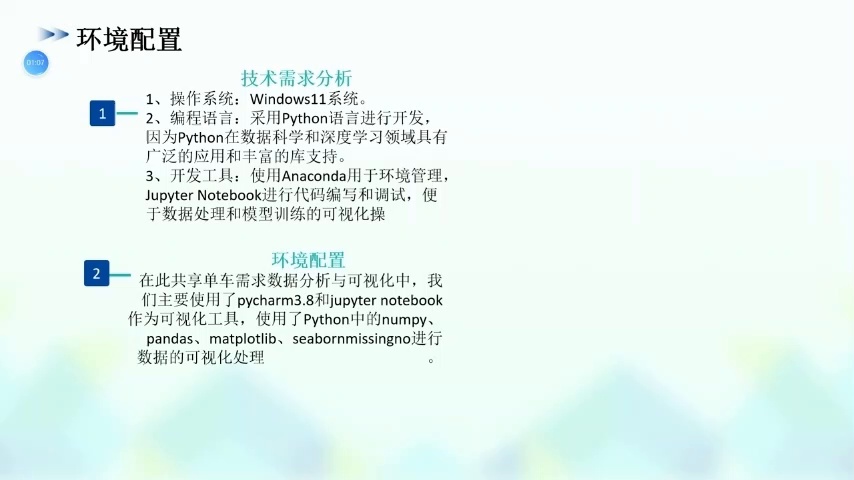 环境配置
01:07
技术需求分析
1
1、操作系统：Windows11系统。
2、编程语言：采用Python语言进行开发，
因为Python在数据科学和深度学习领域具有
广泛的应用和丰富的库支持。
3、开发工具：使用Anaconda用于环境管理，
Jupyter Notebook进行代码编写和调试，便
于数据处理和模型训练的可视化操
环境配置
2
在此共享单车需求数据分析与可视化中，我
们主要使用了pycharm3.8和jupyter notebook
作为可视化工具，使用了Python中的numpy、
pandas、matplotlib、seabornmissingno进行
数据的可视化处理。